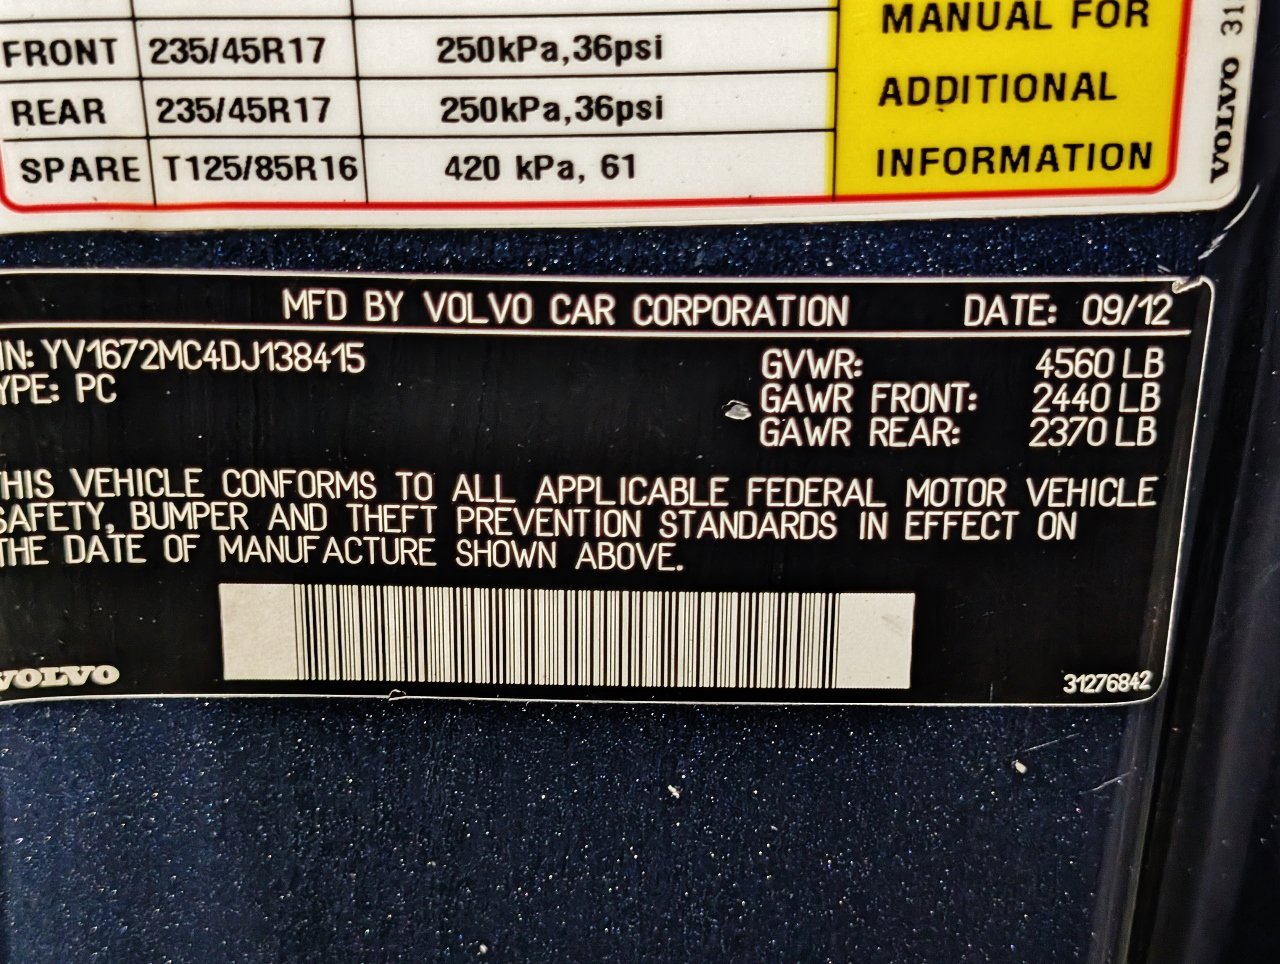 MANUAL FOR
FRONT 235/45R17 250kPa,36psi
ADDITIONAL
REAR 235/45R17 250kPa,36psi
INFORMATION
SPARE T125/85R16 420 kPa, 61
VOLVO 31
MFD BY VOLVO CAR CORPORATION DATE: 09/12
IN: YV1672MC4DJ138415 GVWR: 4560 LB
YPE: PC GAWR FRONT: 2440 LB
GAWR REAR: 2370 LB
THIS VEHICLE CONFORMS TO ALL APPLICABLE FEDERAL MOTOR VEHICLE
SAFETY, BUMPER AND THEFT PREVENTION STANDARDS IN EFFECT ON
THE DATE OF MANUFACTURE SHOWN ABOVE.
VOLVO 31276842